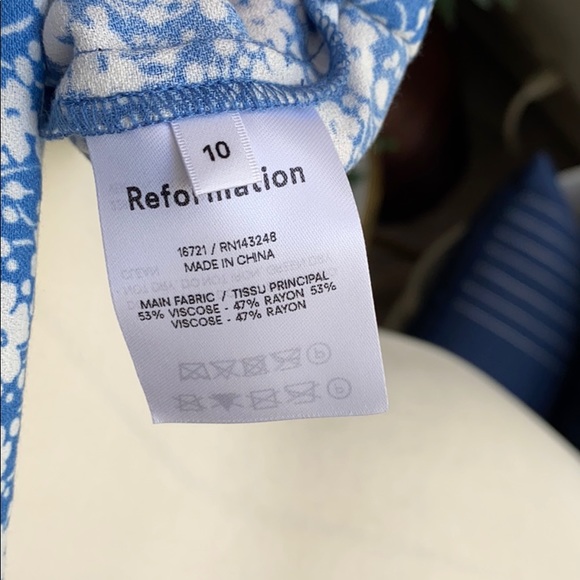 10
Reformation
16721 / RN143248
MADE IN CHINA
MAIN FABRIC / TISSU PRINCIPAL
53% VISCOSE - 47% RAYON 53%
VISCOSE - 47% RAYON